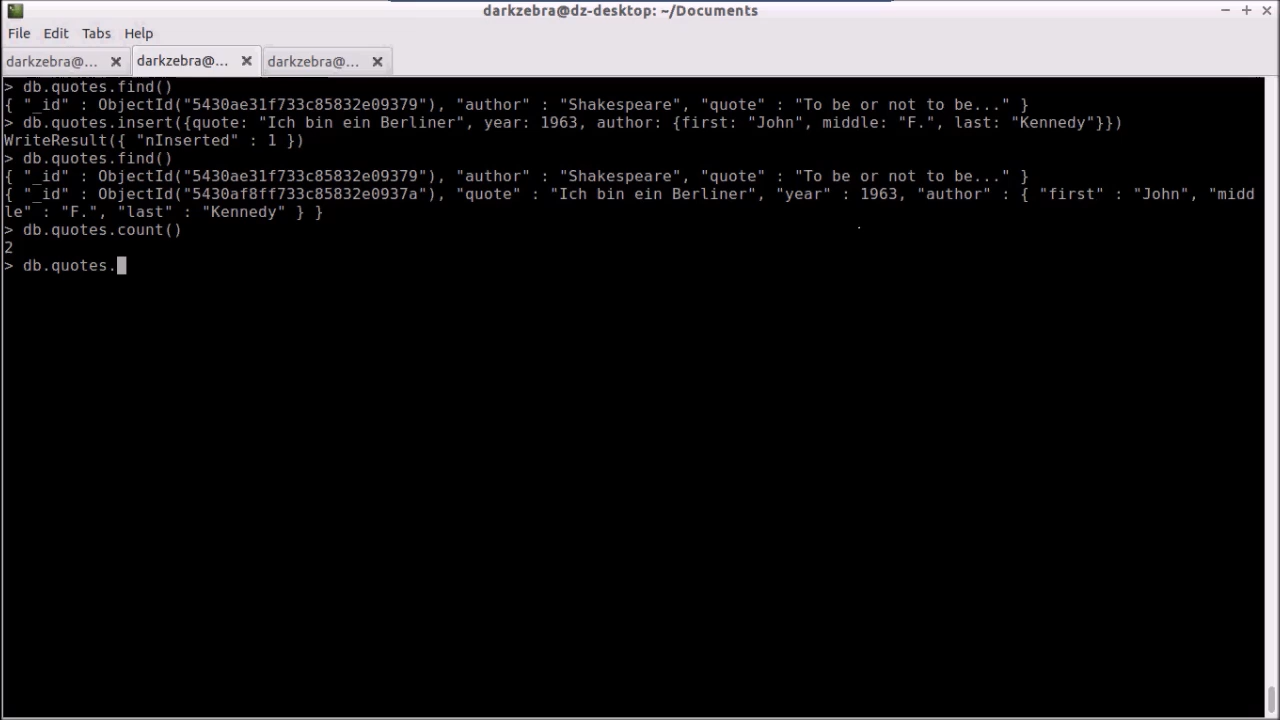 darkzebra@dz-desktop: ~/Documents
File Edit Tabs Help
darkzebra@... darkzebra@... darkzebra@...
> db.quotes.find()
{ "_id" : ObjectId("5430ae31f733c85832e09379"), "author" : "Shakespeare", "quote" : "To be or not to be..." }
> db.quotes.insert({quote: "Ich bin ein Berliner", year: 1963, author: {first: "John", middle: "F.", last: "Kennedy"}})
WriteResult({ "nInserted" : 1 })
> db.quotes.find()
{ "_id" : ObjectId("5430ae31f733c85832e09379"), "author" : "Shakespeare", "quote" : "To be or not to be..." }
{ "_id" : ObjectId("5430af8ff733c85832e0937a"), "quote" : "Ich bin ein Berliner", "year" : 1963, "author" : { "first" : "John", "midd
le" : "F.", "last" : "Kennedy" } }
> db.quotes.count()
2
> db.quotes.